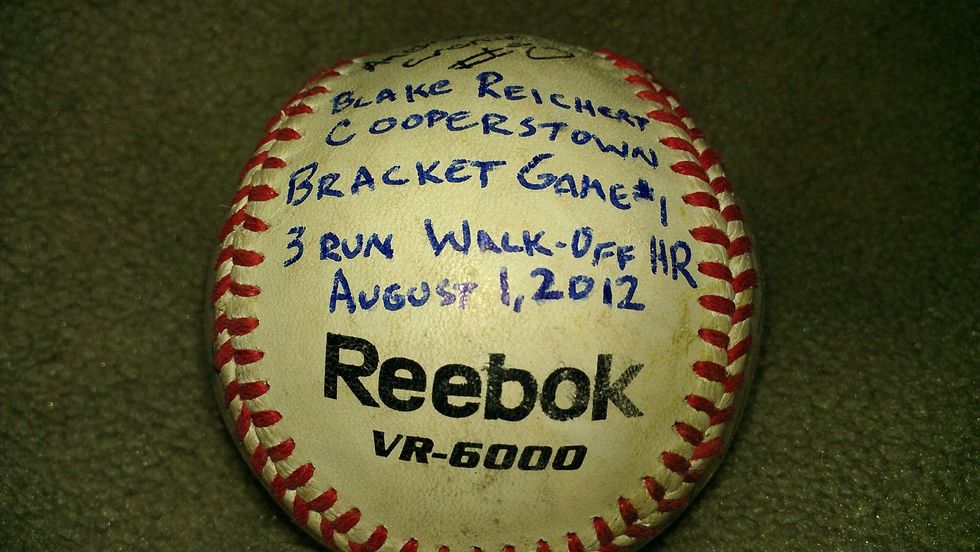 BLAKE REICHERT
COOPERSTOWN
BRACKET GAME #1
3 RUN WALK-OFF HR
AUGUST 1, 2012
Reebok
VR-6000